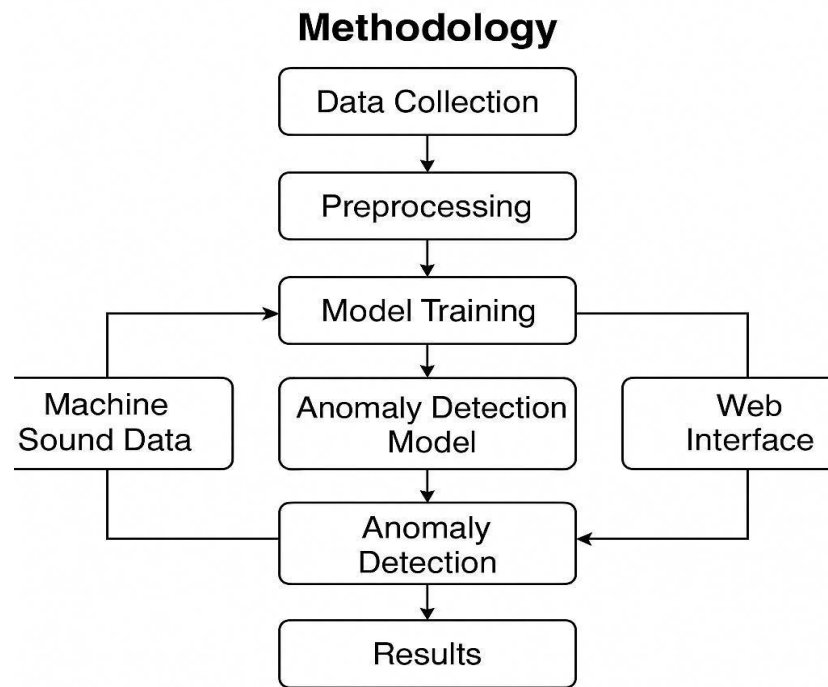 Methodology
Data Collection
Preprocessing
Model Training
Machine
Sound Data
Anomaly Detection
Model
Web
Interface
Anomaly
Detection
Results